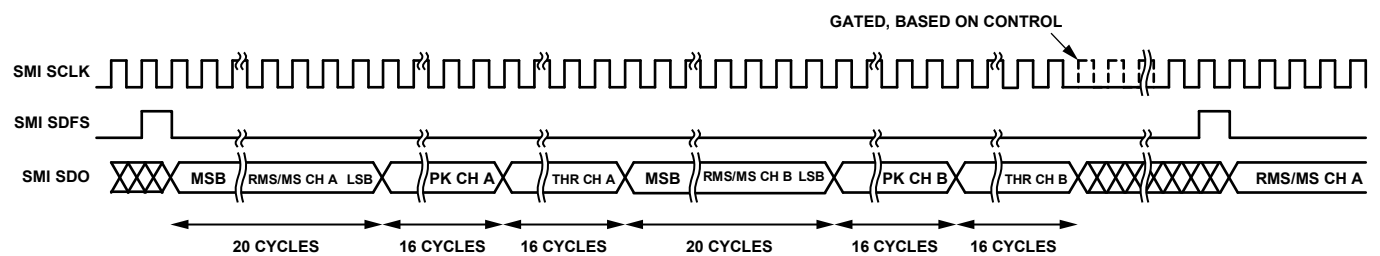 GATED, BASED ON CONTROL
SMI SCLK
SMI SDFS
SMI SDO
MSB RMS/MS CH A LSB PK CH A THR CH A MSB RMS/MS CH B LSB PK CH B THR CH B RMS/MS CH A
20 CYCLES 16 CYCLES 16 CYCLES 20 CYCLES 16 CYCLES 16 CYCLES